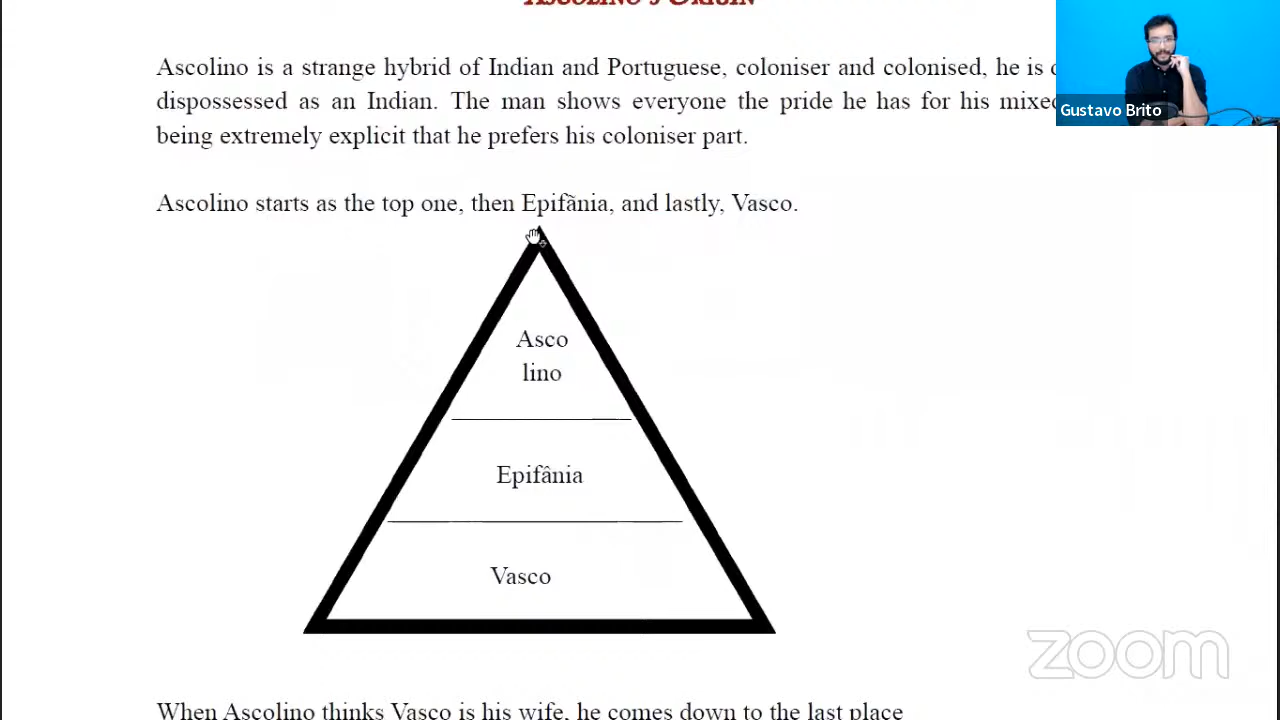 Ascolino is a strange hybrid of Indian and Portuguese, coloniser and colonised, he is
dispossessed as an Indian. The man shows everyone the pride he has for his
being extremely explicit that he prefers his coloniser part.
Gustavo Brito
Ascolino starts as the top one, then Epifãnia, and lastly, Vasco.
Asco
lino
Epifânia
Vasco
zoom
When Ascolino thinks Vasco is his wife, he comes down to the last place